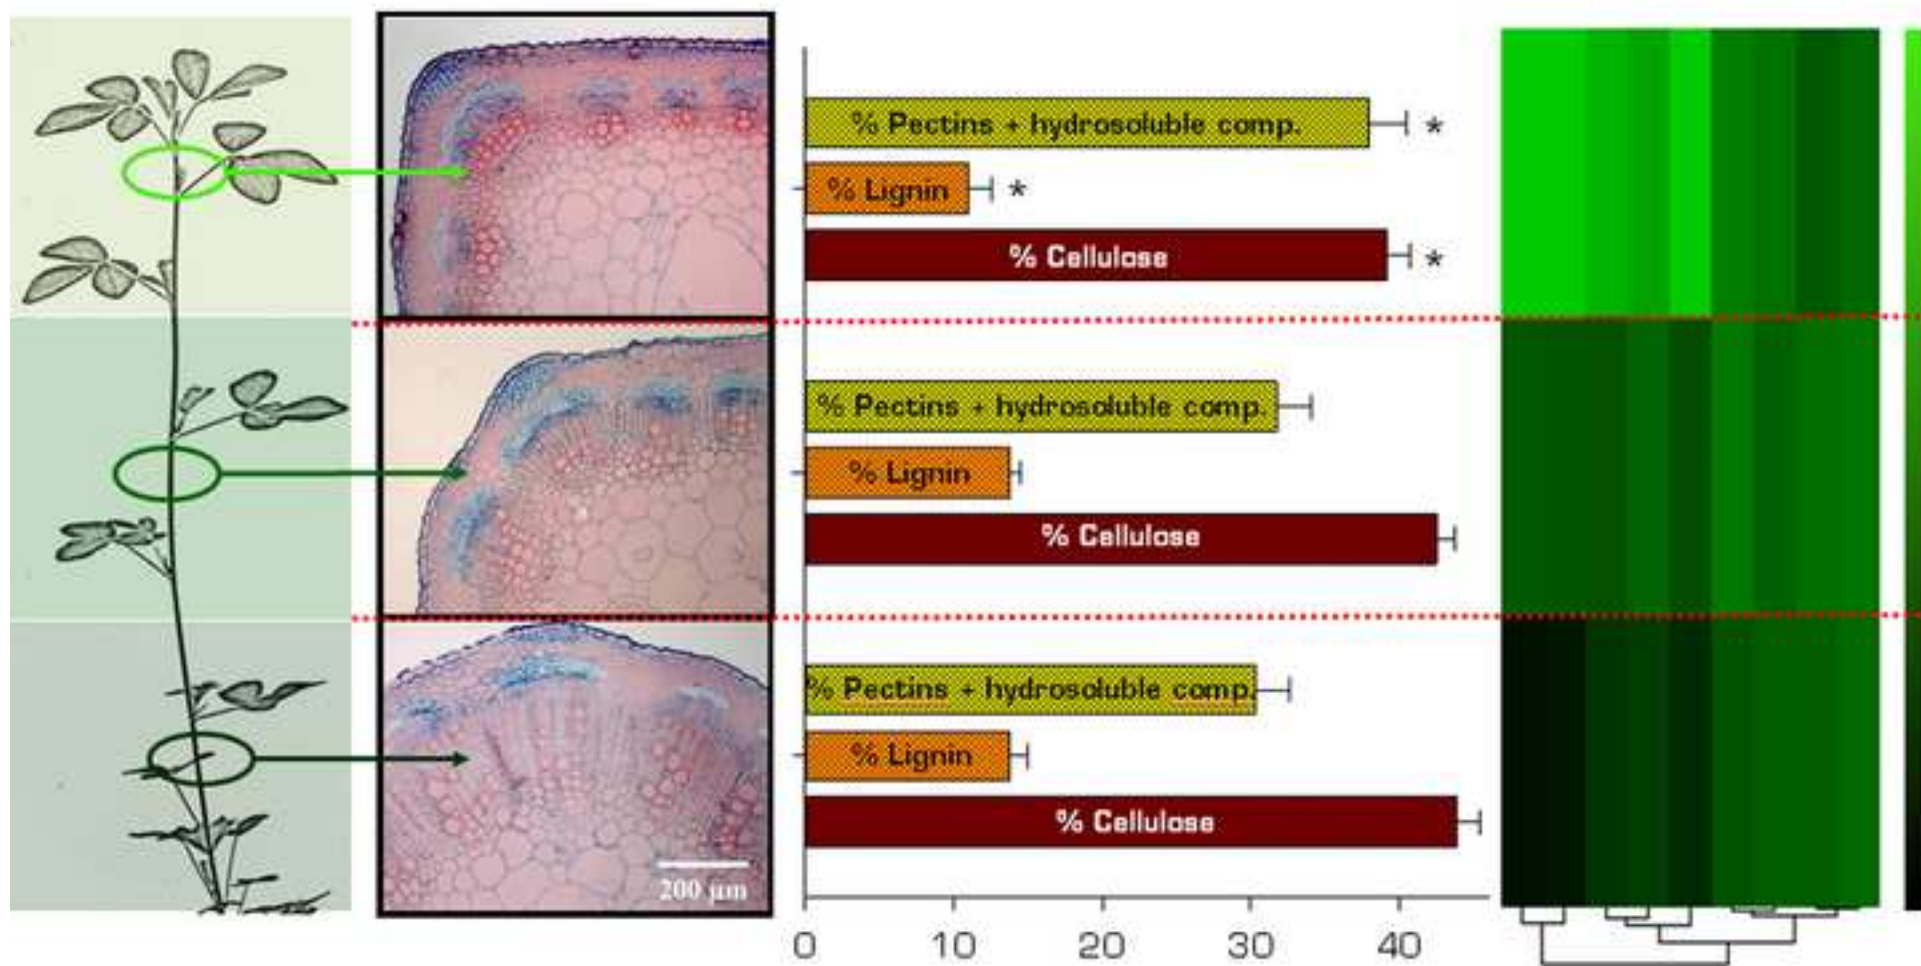 % Pectins + hydrosoluble comp.
*
% Lignin
*
% Cellulose
*
% Pectins + hydrosoluble comp.
% Lignin
% Cellulose
% Pectins + hydrosoluble comp.
% Lignin
% Cellulose
200 µm
0 10 20 30 40